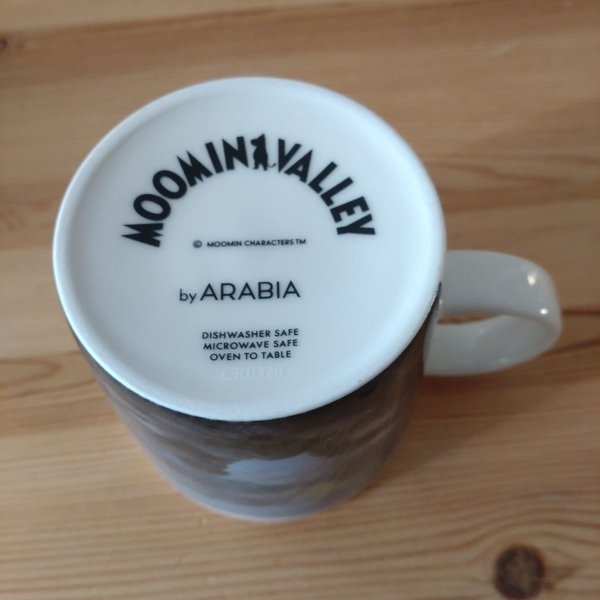 MOOMINVALLEY
© MOOMIN CHARACTERS ™
by ARABIA
DISHWASHER SAFE
MICROWAVE SAFE
OVEN TO TABLE